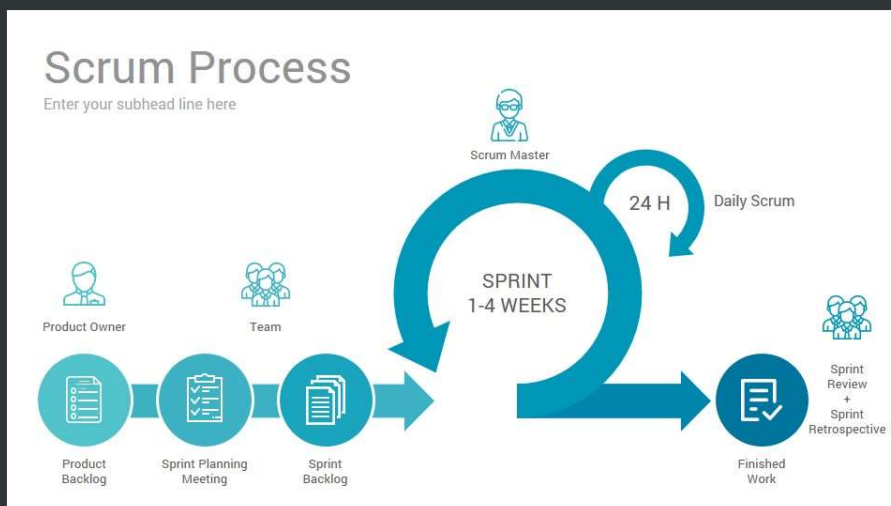 Scrum Process
Enter your subhead line here
Scrum Master
24 H
Daily Scrum
SPRINT
1-4 WEEKS
Product Owner
Team
Product
Backlog
Sprint Planning
Meeting
Sprint
Backlog
Finished
Work
Sprint
Review
+
Sprint
Retrospective